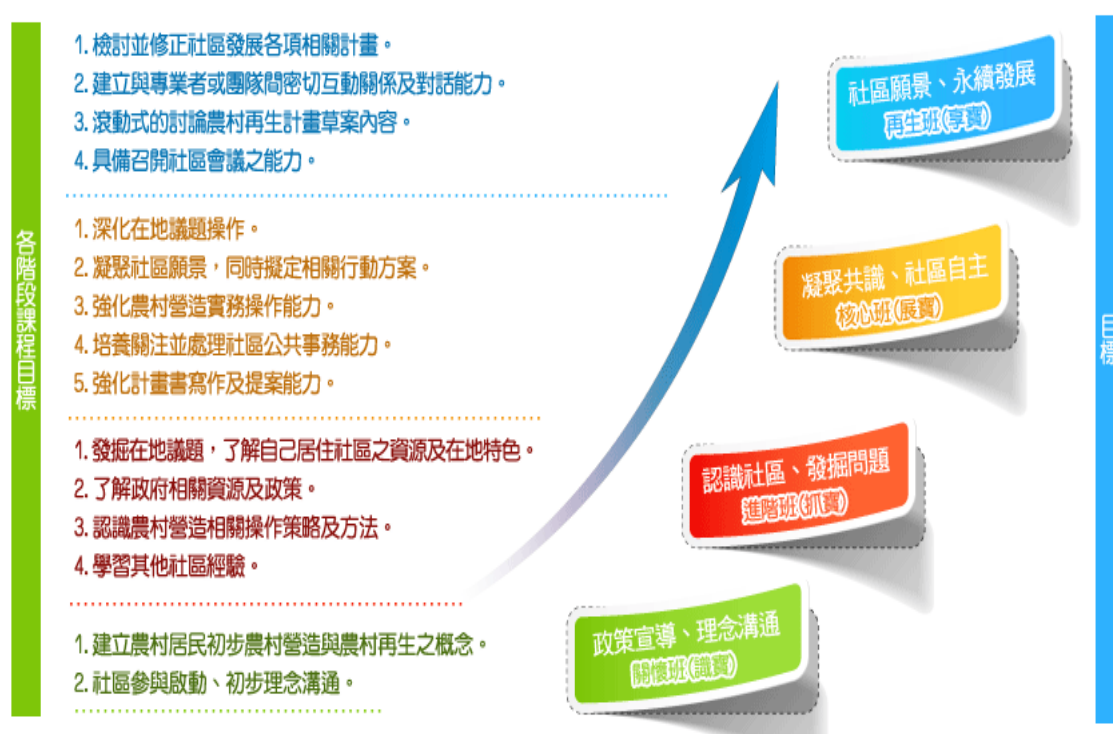 各階段課程目標
1. 檢討並修正社區發展各項相關計畫。
2. 建立與專業者或團隊間密切互動關係及對話能力。
3. 滾動式的討論農村再生計畫草案內容。
4. 具備召開社區會議之能力。
1. 深化在地議題操作。
2. 凝聚社區願景，同時擬定相關行動方案。
3. 強化農村營造實務操作能力。
4. 培養關注並處理社區公共事務能力。
5. 強化計畫書寫作及提案能力。
1. 發掘在地議題，了解自己居住社區之資源及在地特色。
2. 了解政府相關資源及政策。
3. 認識農村營造相關操作策略及方法。
4. 學習其他社區經驗。
1. 建立農村居民初步農村營造與農村再生之概念。
2. 社區參與啟動、初步理念溝通。
社區願景、永續發展
再生班(享寶)
凝聚共識、社區自主
核心班(展寶)
認識社區、發掘問題
進階班(抓寶)
政策宣導、理念溝通
關懷班(識寶)
目標